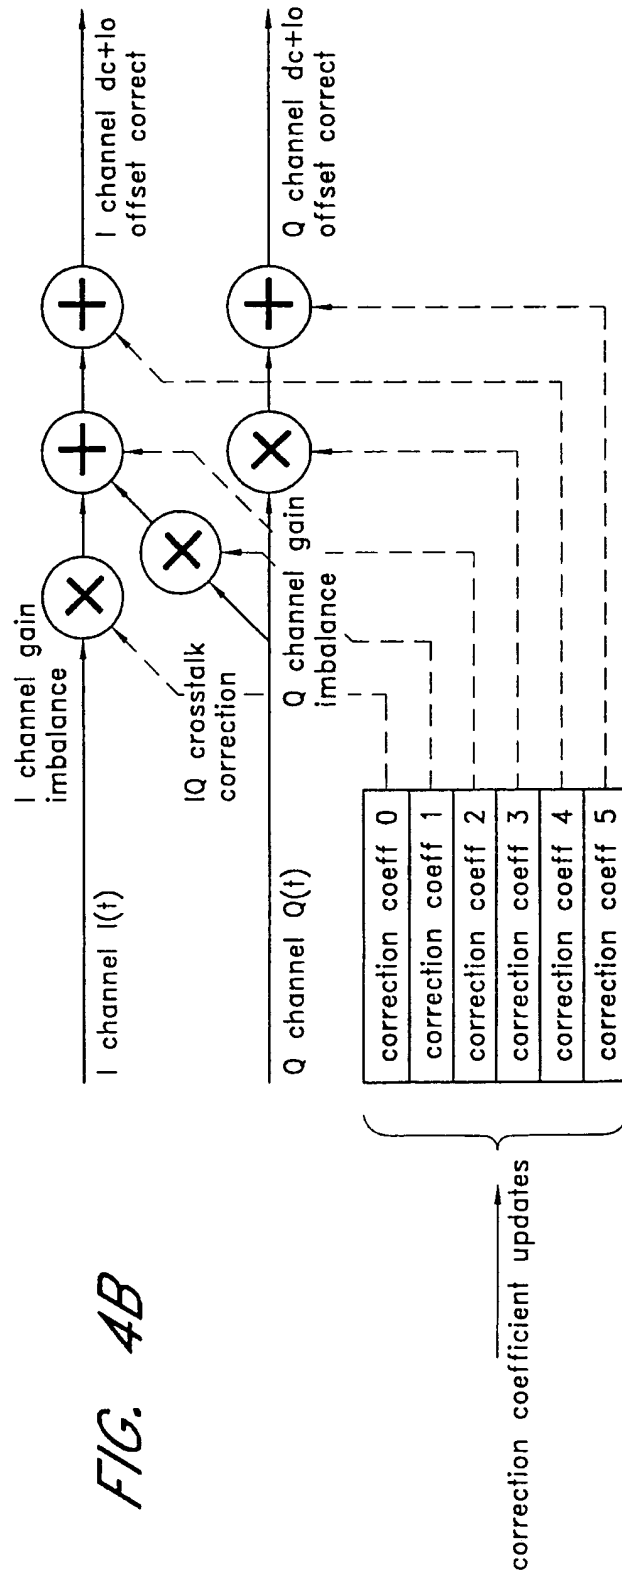 FIG. 4B
I channel I(t)
I channel gain
imbalance
I channel dc+lo
offset correct
IQ crosstalk
correction
Q channel Q(t)
Q channel gain
imbalance
Q channel dc+lo
offset correct
correction coeff 0
correction coeff 1
correction coeff 2
correction coeff 3
correction coeff 4
correction coeff 5
correction coefficient updates